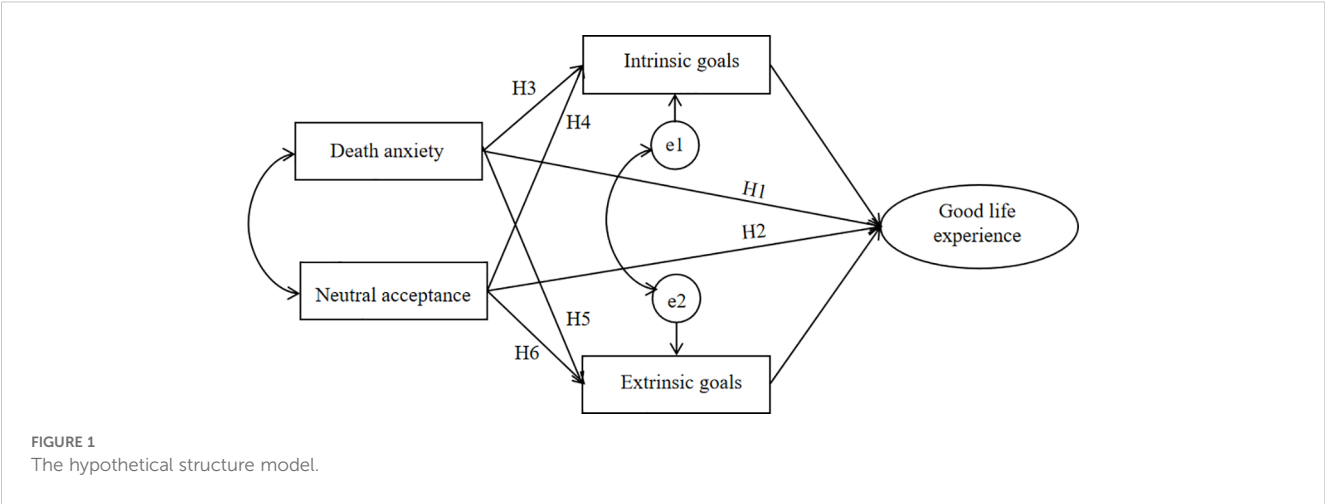 Intrinsic goals
H3
H4
Death anxiety
e1
H1
Good life
experience
H2
Neutral acceptance
e2
H5
H6
Extrinsic goals
FIGURE 1
The hypothetical structure model.